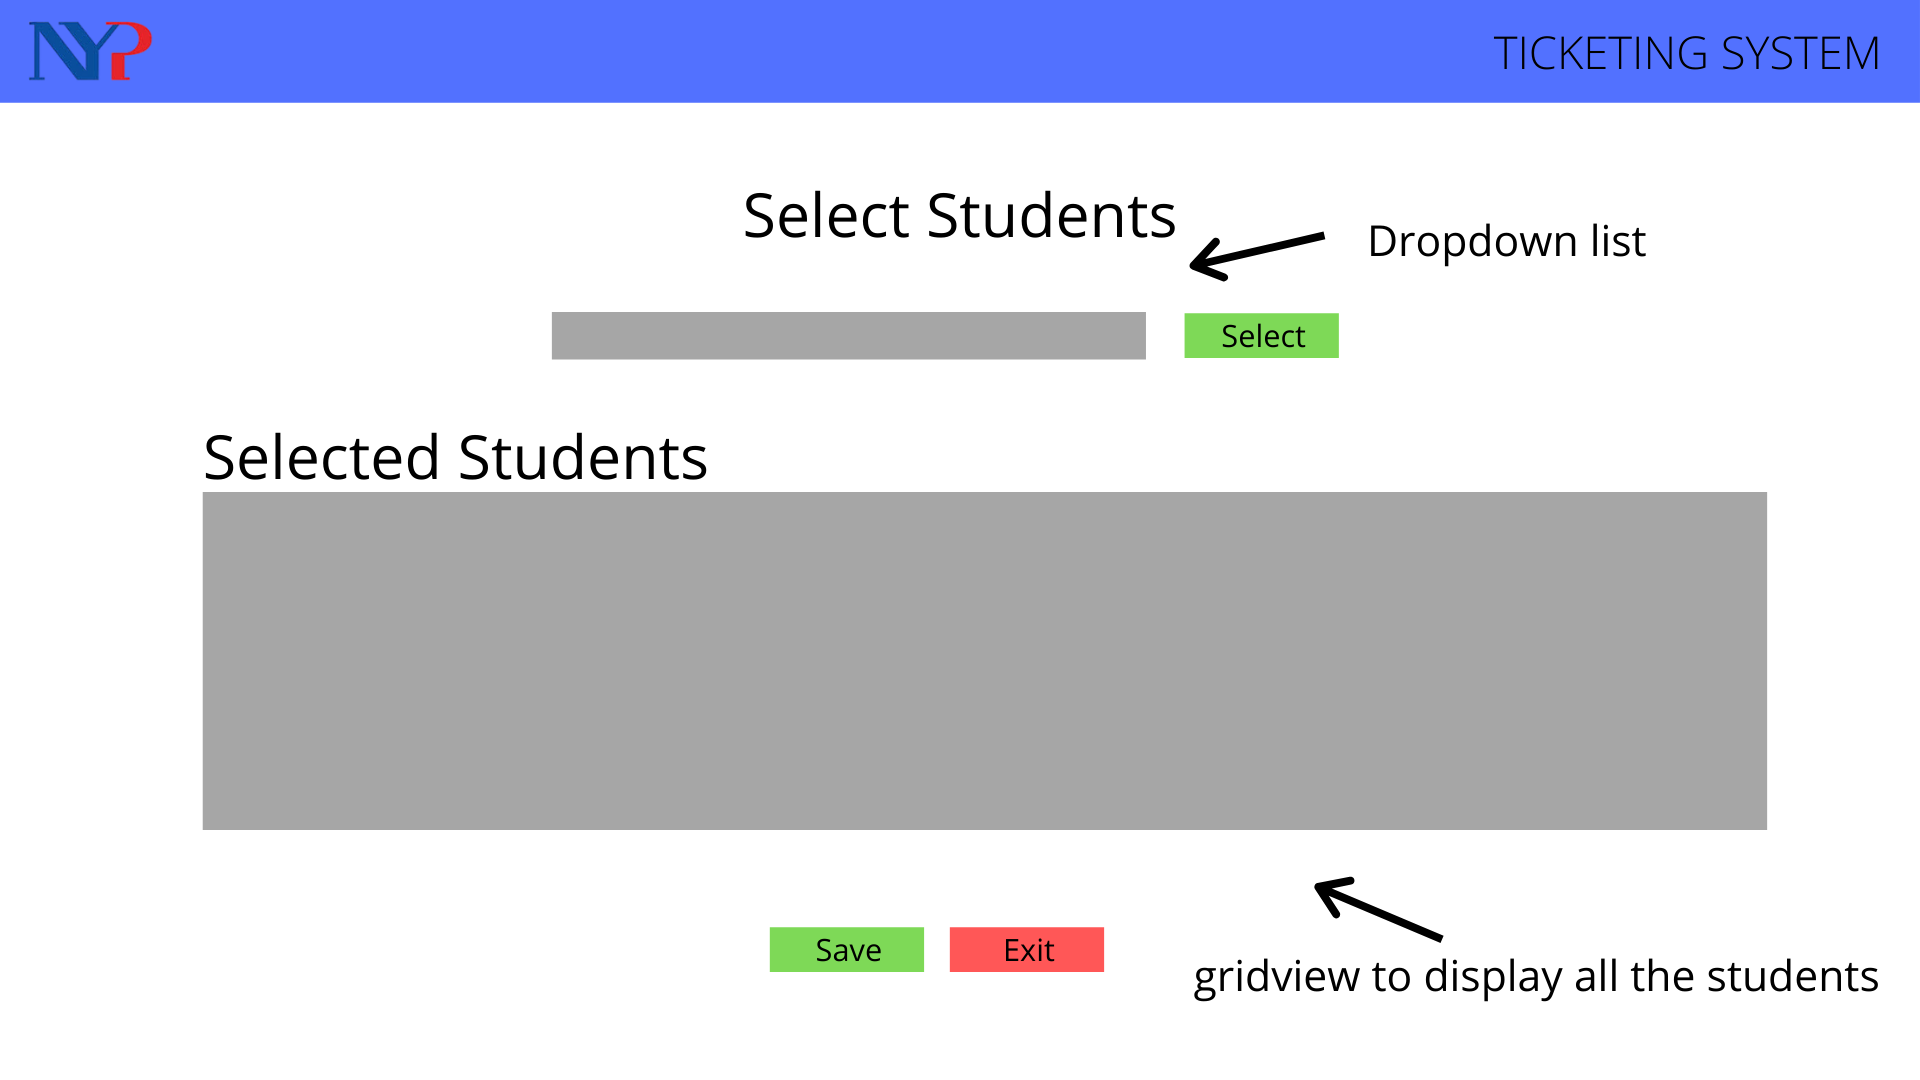 NYP
TICKETING SYSTEM
Select Students
Dropdown list
Select
Selected Students
Save
Exit
gridview to display all the students